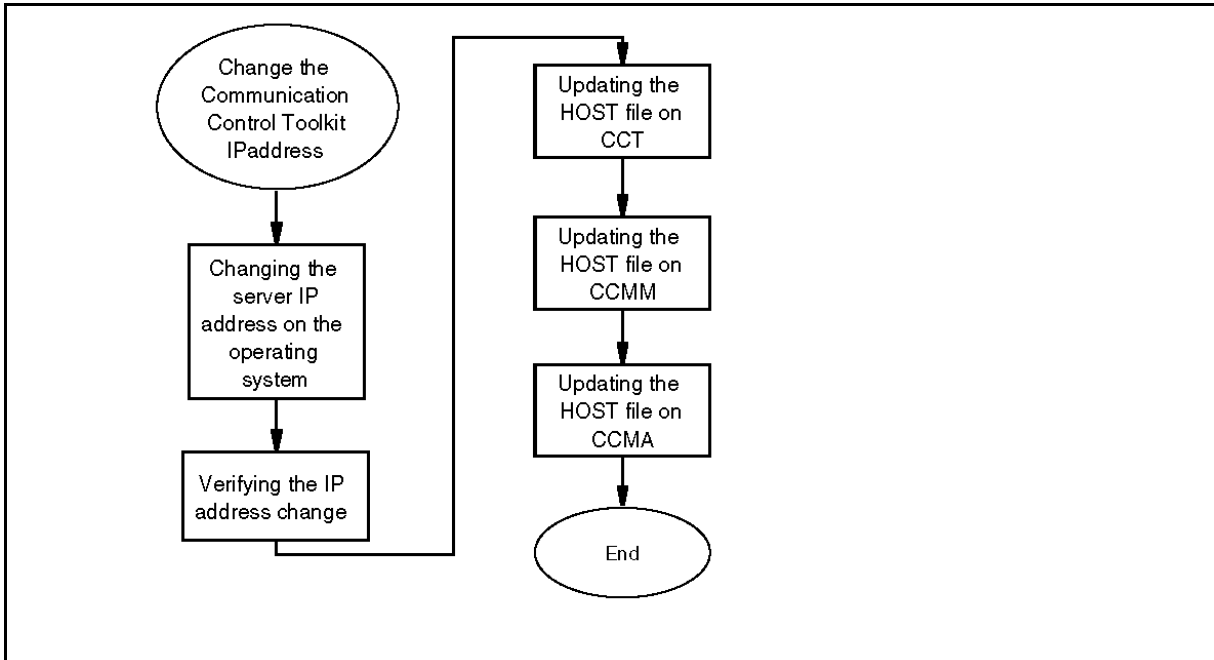 Change the
Communication
Control Toolkit
IPaddress
Changing the
server IP
address on the
operating
system
Verifying the IP
address change
Updating the
HOST file on
CCT
Updating the
HOST file on
CCMM
Updating the
HOST file on
CCMA
End